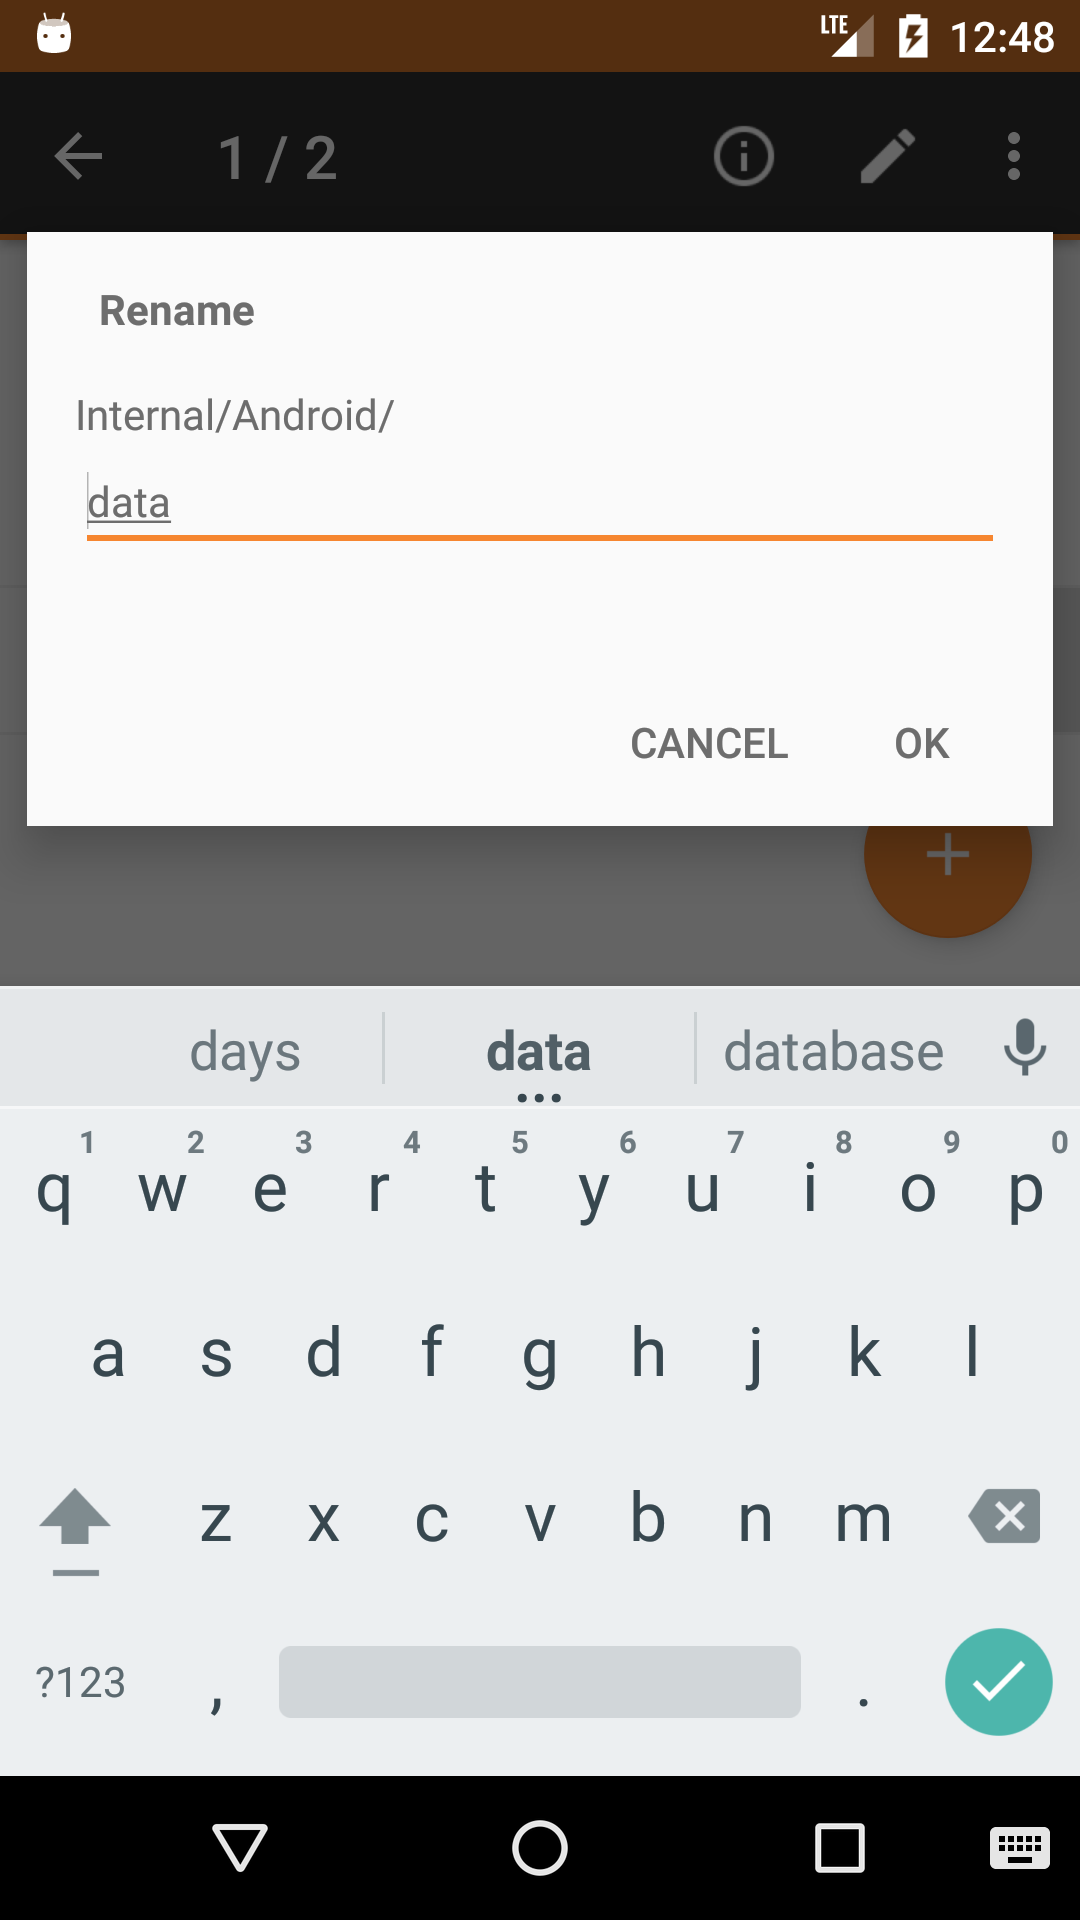 LTE 12:48
1 / 2
Rename
Internal/Android/
data
CANCEL OK
days data database
1 2 3 4 5 6 7 8 9 0
q w e r t y u i o p
a s d f g h j k l
z x c v b n m
?123 , .